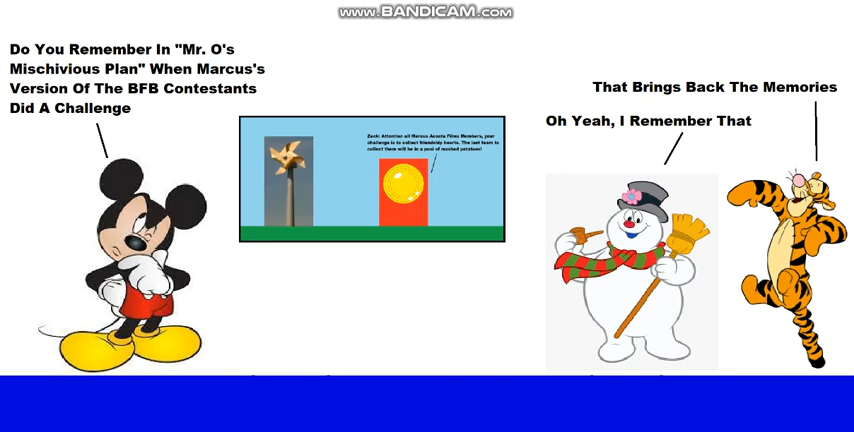 WWW.BANDICAM.COM
Do You Remember In "Mr. O's
Mischivious Plan" When Marcus's
Version Of The BFB Contestants
Did A Challenge
Zack: Attention all Marcus Acosta Films Members, your
challenge is to collect friendship hearts. The last team to
collect them will be in a pool of mashed potatoes!
That Brings Back The Memories
Oh Yeah, I Remember That